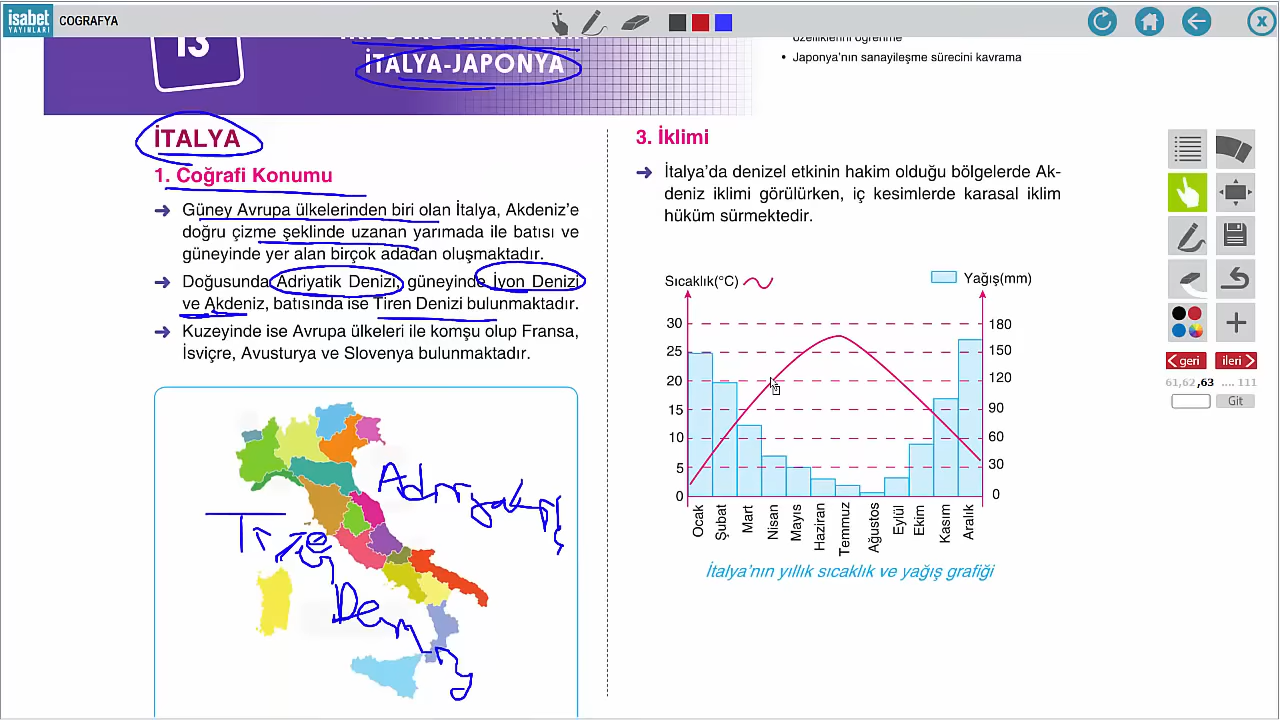 isabet
YAYINLARI
COGRAFYA
13
İTALYA-JAPONYA
özelliklerini öğrenme
• Japonya'nın sanayileşme sürecini kavrama
İTALYA
1. Coğrafi Konumu
➔ Güney Avrupa ülkelerinden biri olan İtalya, Akdeniz'e
doğru çizme şeklinde uzanan yarımada ile batısı ve
güneyinde yer alan birçok adadan oluşmaktadır.
➔ Doğusunda Adriyatik Denizi, güneyinde İyon Denizi
ve Akdeniz, batısında ise Tiren Denizi bulunmaktadır.
➔ Kuzeyinde ise Avrupa ülkeleri ile komşu olup Fransa,
İsviçre, Avusturya ve Slovenya bulunmaktadır.
Tiren
Deniz
3. İklimi
➔ İtalya'da denizel etkinin hakim olduğu bölgelerde Ak-
deniz iklimi görülürken, iç kesimlerde karasal iklim
hüküm sürmektedir.
Sıcaklık(°C)
Yağış(mm)
30
25
20
15
10
5
0
180
150
120
90
60
30
0
Ocak
Şubat
Mart
Nisan
Mayıs
Haziran
Temmuz
Ağustos
Eylül
Ekim
Kasım
Aralık
İtalya'nın yıllık sıcaklık ve yağış grafiği
geri
ileri
61,62,63 .... 111
Git